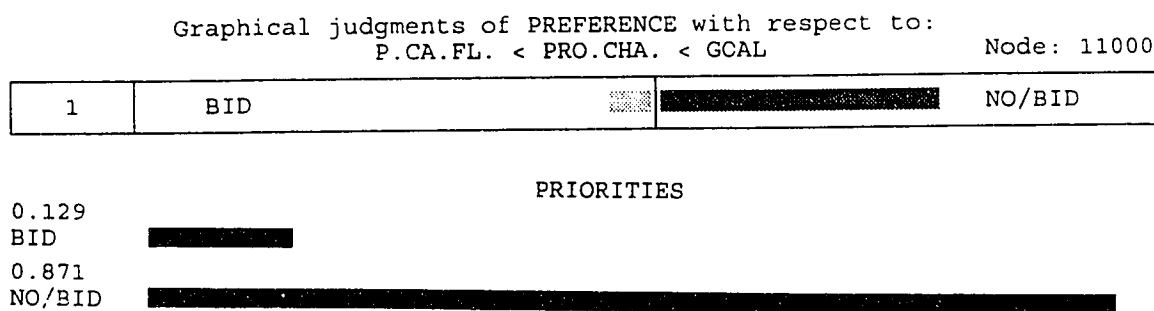 Graphical judgments of PREFERENCE with respect to:
P.CA.FL. < PRO.CHA. < GOAL
Node: 11000
1 BID NO/BID
PRIORITIES
0.129
BID
0.871
NO/BID